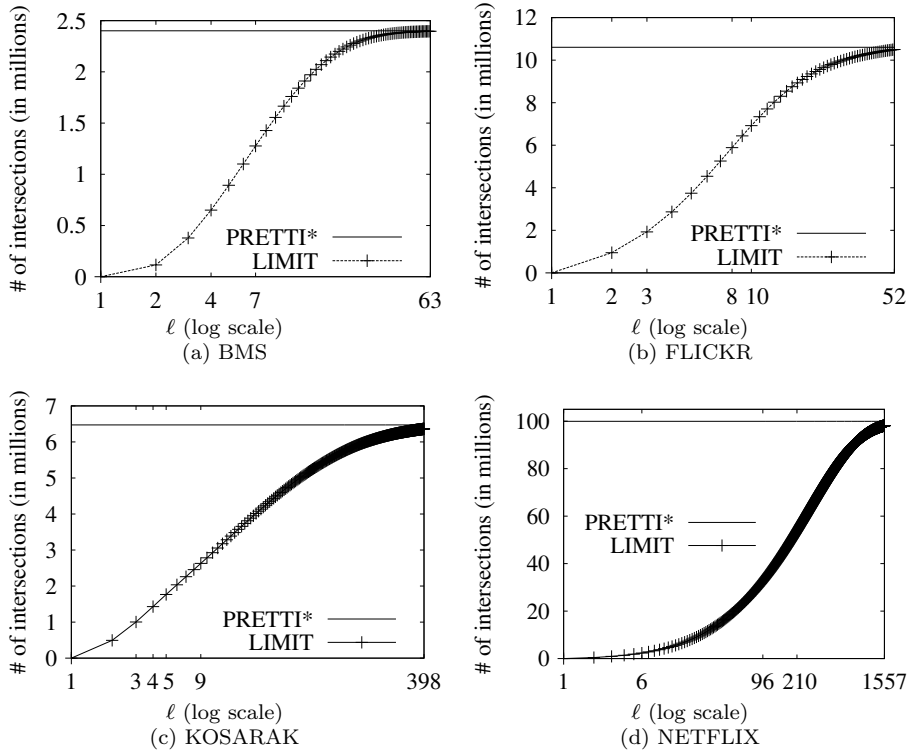 # of intersections (in millions)
2.5
2
1.5
1
0.5
0
PRETTI*
LIMIT
1 2 4 7 63
ℓ (log scale)
(a) BMS
# of intersections (in millions)
12
10
8
6
4
2
0
PRETTI*
LIMIT
1 2 3 8 10 52
ℓ (log scale)
(b) FLICKR
# of intersections (in millions)
7
6
5
4
3
2
1
0
PRETTI*
LIMIT
1 3 4 5 9 398
ℓ (log scale)
(c) KOSARAK
# of intersections (in millions)
100
80
60
40
20
0
PRETTI*
LIMIT
1 6 96 210 1557
ℓ (log scale)
(d) NETFLIX